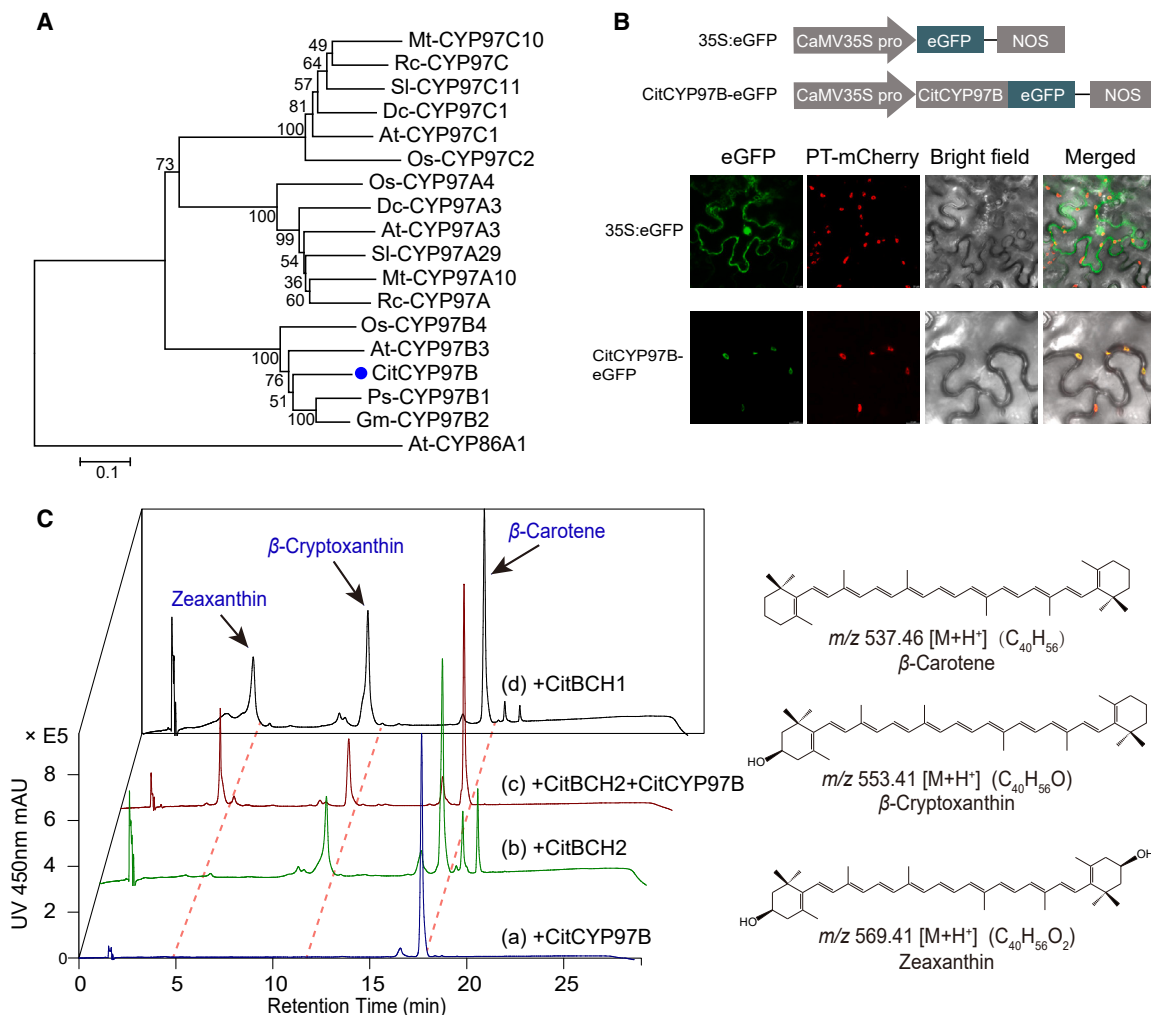 A
49
Mt-CYP97C10
64
Rc-CYP97C
57
Sl-CYP97C11
81
Dc-CYP97C1
100
At-CYP97C1
Os-CYP97C2
73
Os-CYP97A4
100
Dc-CYP97A3
99
At-CYP97A3
54
Sl-CYP97A29
36
Mt-CYP97A10
60
Rc-CYP97A
Os-CYP97B4
100
At-CYP97B3
76
CitCYP97B
51
Ps-CYP97B1
100
Gm-CYP97B2
At-CYP86A1
0.1
B
35S:eGFP CaMV35S pro eGFP NOS
CitCYP97B-eGFP CaMV35S pro CitCYP97B eGFP NOS
eGFP PT-mCherry Bright field Merged
35S:eGFP
CitCYP97B-
eGFP
C
β-Carotene
β-Cryptoxanthin
Zeaxanthin
(d) +CitBCH1
(c) +CitBCH2+CitCYP97B
(b) +CitBCH2
(a) +CitCYP97B
× E5
8
6
4
2
0
UV 450nm mAU
0 5 10 15 20 25
Retention Time (min)
m/z 537.46 [M+H⁺] (C₄₀H₅₆)
β-Carotene
HO
m/z 553.41 [M+H⁺] (C₄₀H₅₆O)
β-Cryptoxanthin
OH
HO
m/z 569.41 [M+H⁺] (C₄₀H₅₆O₂)
Zeaxanthin